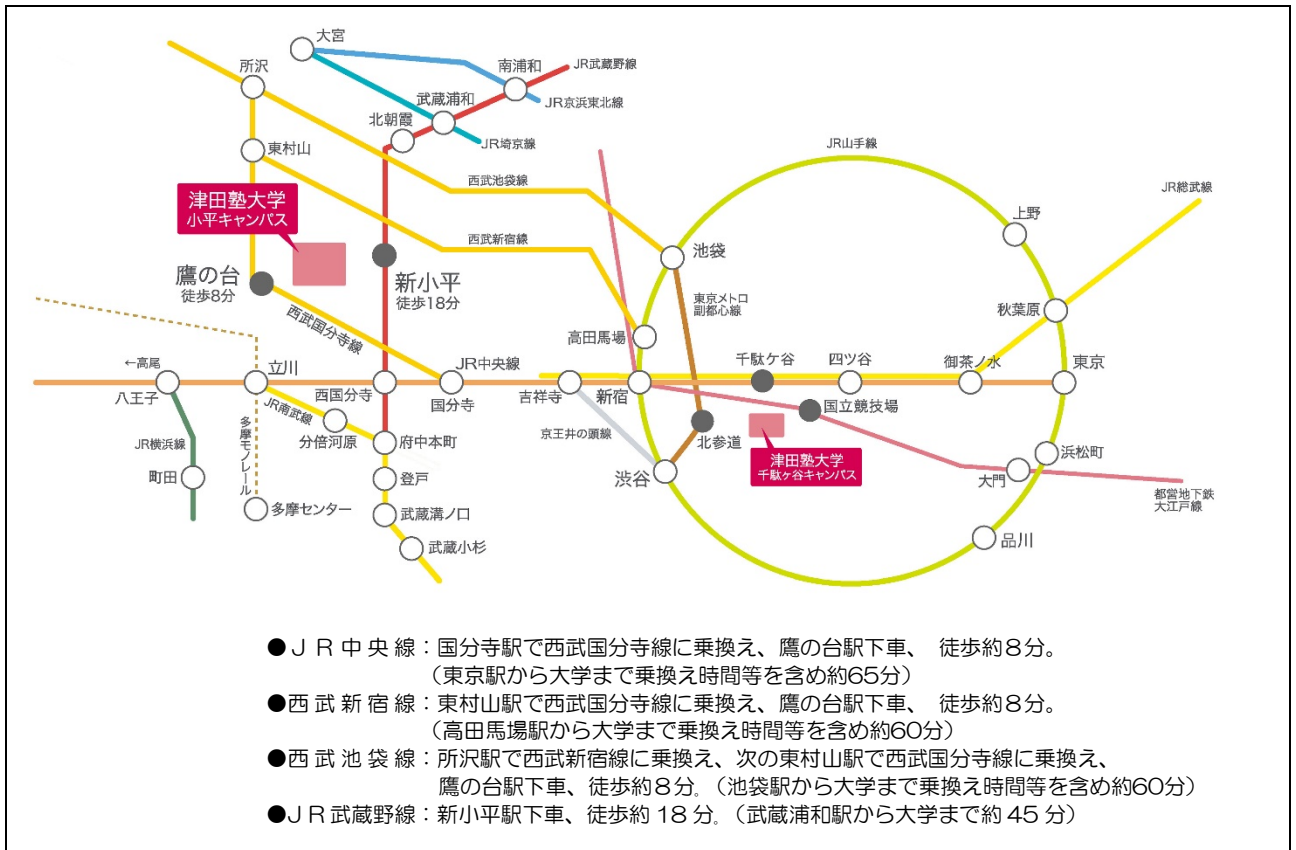 大宮
所沢
南浦和
JR武蔵野線
武蔵浦和
JR京浜東北線
北朝霞
JR埼京線
東村山
JR山手線
西武池袋線
JR総武線
津田塾大学
小平キャンパス
上野
西武新宿線
池袋
鷹の台
徒歩8分
新小平
徒歩18分
東京メトロ
副都心線
秋葉原
西武国分寺線
高田馬場
←高尾
立川
JR中央線
千駄ケ谷
四ツ谷
御茶ノ水
東京
八王子
西国分寺
国分寺
吉祥寺
新宿
国立競技場
JR南武線
分倍河原
府中本町
京王井の頭線
北参道
JR横浜線
多摩モノレール
浜松町
町田
登戸
渋谷
津田塾大学
千駄ヶ谷キャンパス
大門
都営地下鉄
大江戸線
多摩センター
武蔵溝ノ口
武蔵小杉
品川
●ＪＲ中央線：国分寺駅で西武国分寺線に乗換え、鷹の台駅下車、 徒歩約８分。
（東京駅から大学まで乗換え時間等を含め約65分）
●西武新宿線：東村山駅で西武国分寺線に乗換え、鷹の台駅下車、 徒歩約８分。
（高田馬場駅から大学まで乗換え時間等を含め約60分）
●西武池袋線：所沢駅で西武新宿線に乗換え、次の東村山駅で西武国分寺線に乗換え、
鷹の台駅下車、徒歩約８分。（池袋駅から大学まで乗換え時間等を含め約60分）
●ＪＲ武蔵野線：新小平駅下車、徒歩約 18 分。（武蔵浦和駅から大学まで約 45 分）